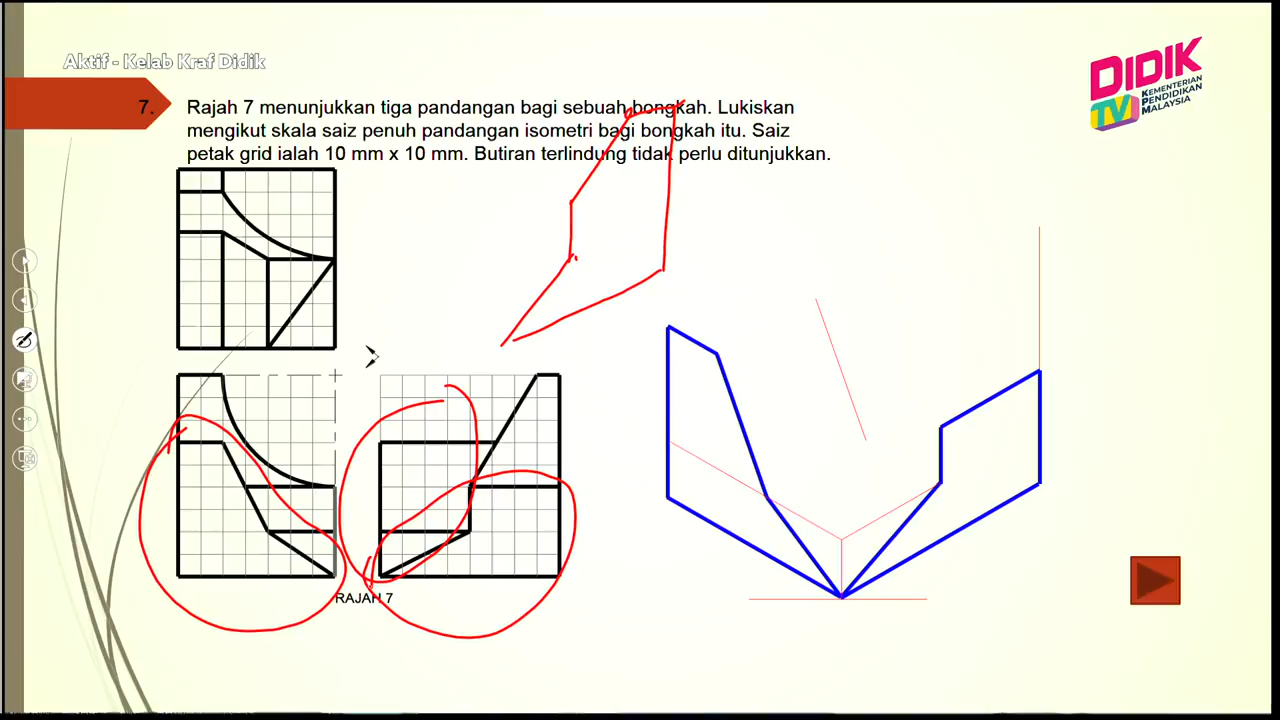 Aktif - Kelab Kraf Didik
DIDIK
TV
KEMENTERIAN
PENDIDIKAN
MALAYSIA
7. Rajah 7 menunjukkan tiga pandangan bagi sebuah bongkah. Lukiskan
mengikut skala saiz penuh pandangan isometri bagi bongkah itu. Saiz
petak grid ialah 10 mm x 10 mm. Butiran terlindung tidak perlu ditunjukkan.
RAJAH 7